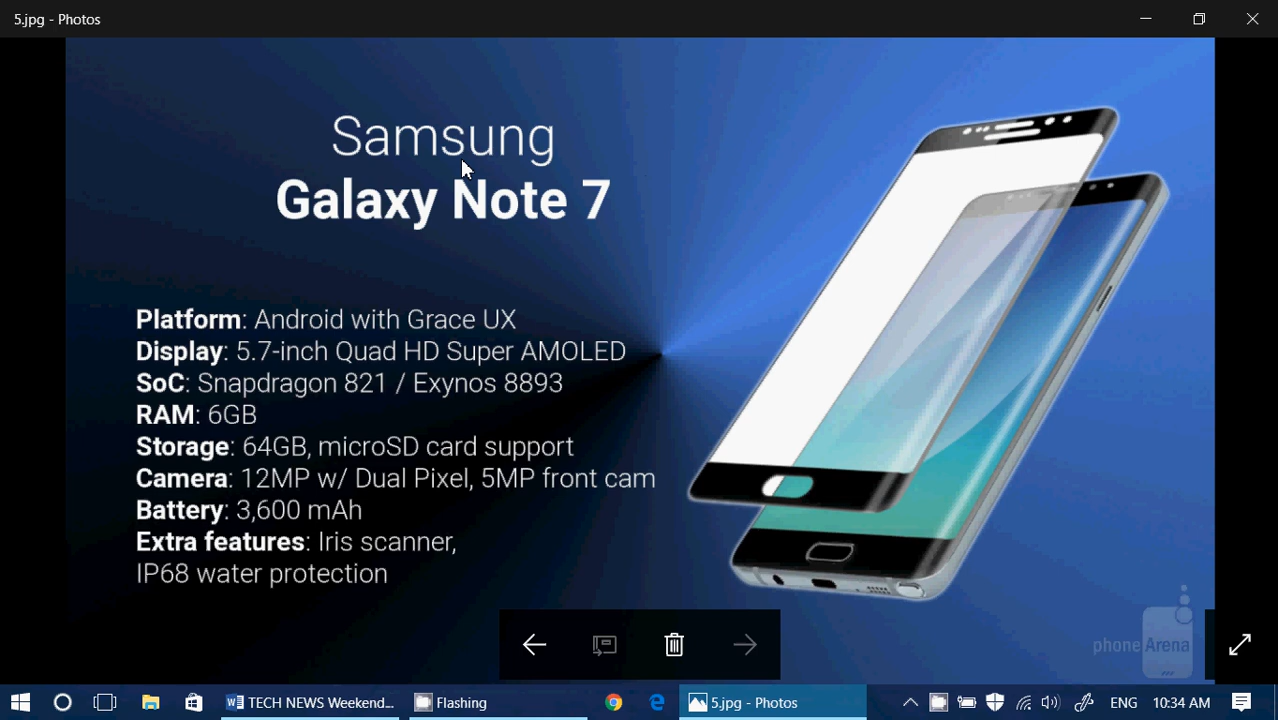 5.jpg - Photos
Samsung
Galaxy Note 7
Platform: Android with Grace UX
Display: 5.7-inch Quad HD Super AMOLED
SoC: Snapdragon 821 / Exynos 8893
RAM: 6GB
Storage: 64GB, microSD card support
Camera: 12MP w/ Dual Pixel, 5MP front cam
Battery: 3,600 mAh
Extra features: Iris scanner,
IP68 water protection
phoneArena
TECH NEWS Weekend... Flashing 5.jpg - Photos ENG 10:34 AM